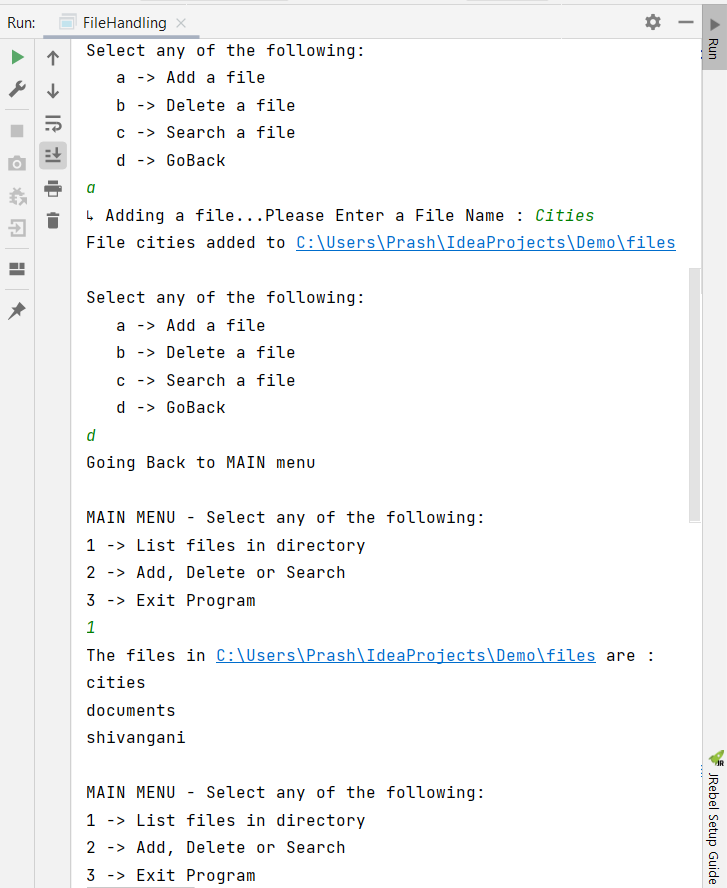 Run: FileHandling
Run
Select any of the following:
a -> Add a file
b -> Delete a file
c -> Search a file
d -> GoBack
a
↳ Adding a file...Please Enter a File Name : Cities
File cities added to C:\Users\Prash\IdeaProjects\Demo\files
Select any of the following:
a -> Add a file
b -> Delete a file
c -> Search a file
d -> GoBack
d
Going Back to MAIN menu
MAIN MENU - Select any of the following:
1 -> List files in directory
2 -> Add, Delete or Search
3 -> Exit Program
1
The files in C:\Users\Prash\IdeaProjects\Demo\files are :
cities
documents
shivangani
MAIN MENU - Select any of the following:
1 -> List files in directory
2 -> Add, Delete or Search
3 -> Exit Program
JR
JRebel Setup Guide